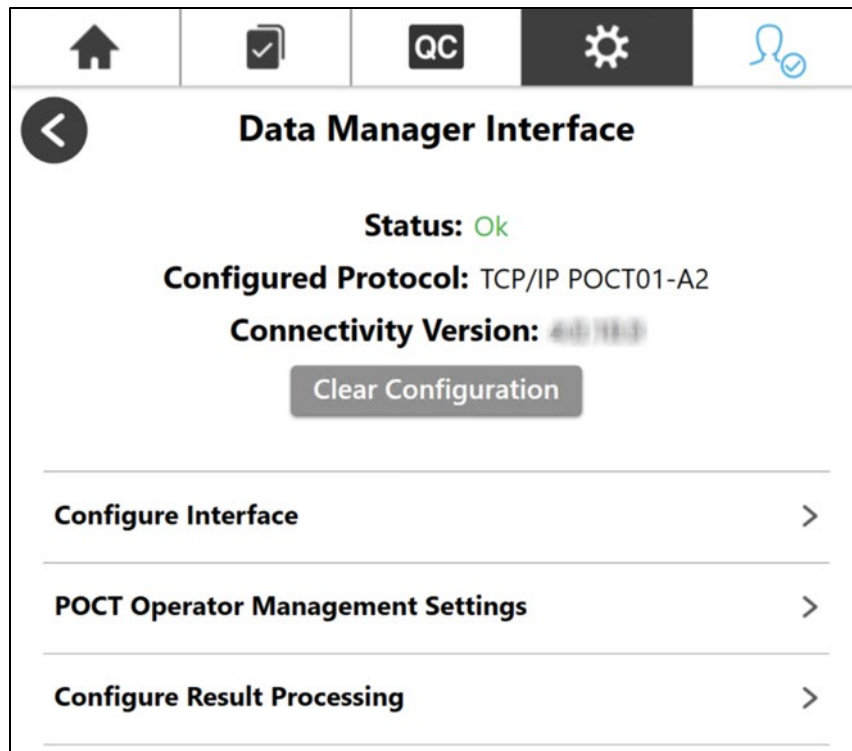 QC
Data Manager Interface
Status: Ok
Configured Protocol: TCP/IP POCT01-A2
Connectivity Version:
Clear Configuration
Configure Interface
POCT Operator Management Settings
Configure Result Processing